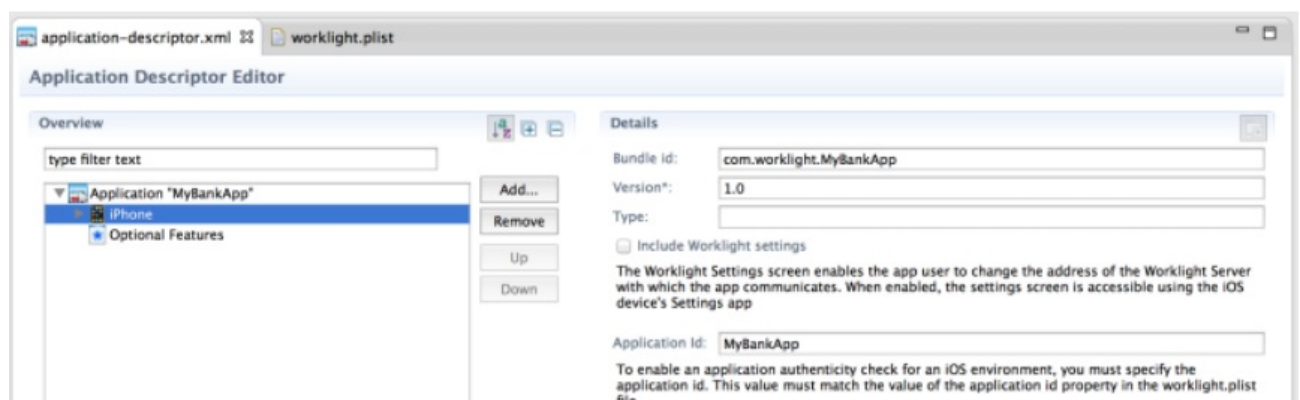 application-descriptor.xml
worklight.plist
Application Descriptor Editor
Overview
type filter text
Application "MyBankApp"
iPhone
Optional Features
Add...
Remove
Up
Down
Details
Bundle id:
com.worklight.MyBankApp
Version*:
1.0
Type:
Include Worklight settings
The Worklight Settings screen enables the app user to change the address of the Worklight Server
with which the app communicates. When enabled, the settings screen is accessible using the iOS
device's Settings app
Application Id:
MyBankApp
To enable an application authenticity check for an iOS environment, you must specify the
application id. This value must match the value of the application id property in the worklight.plist